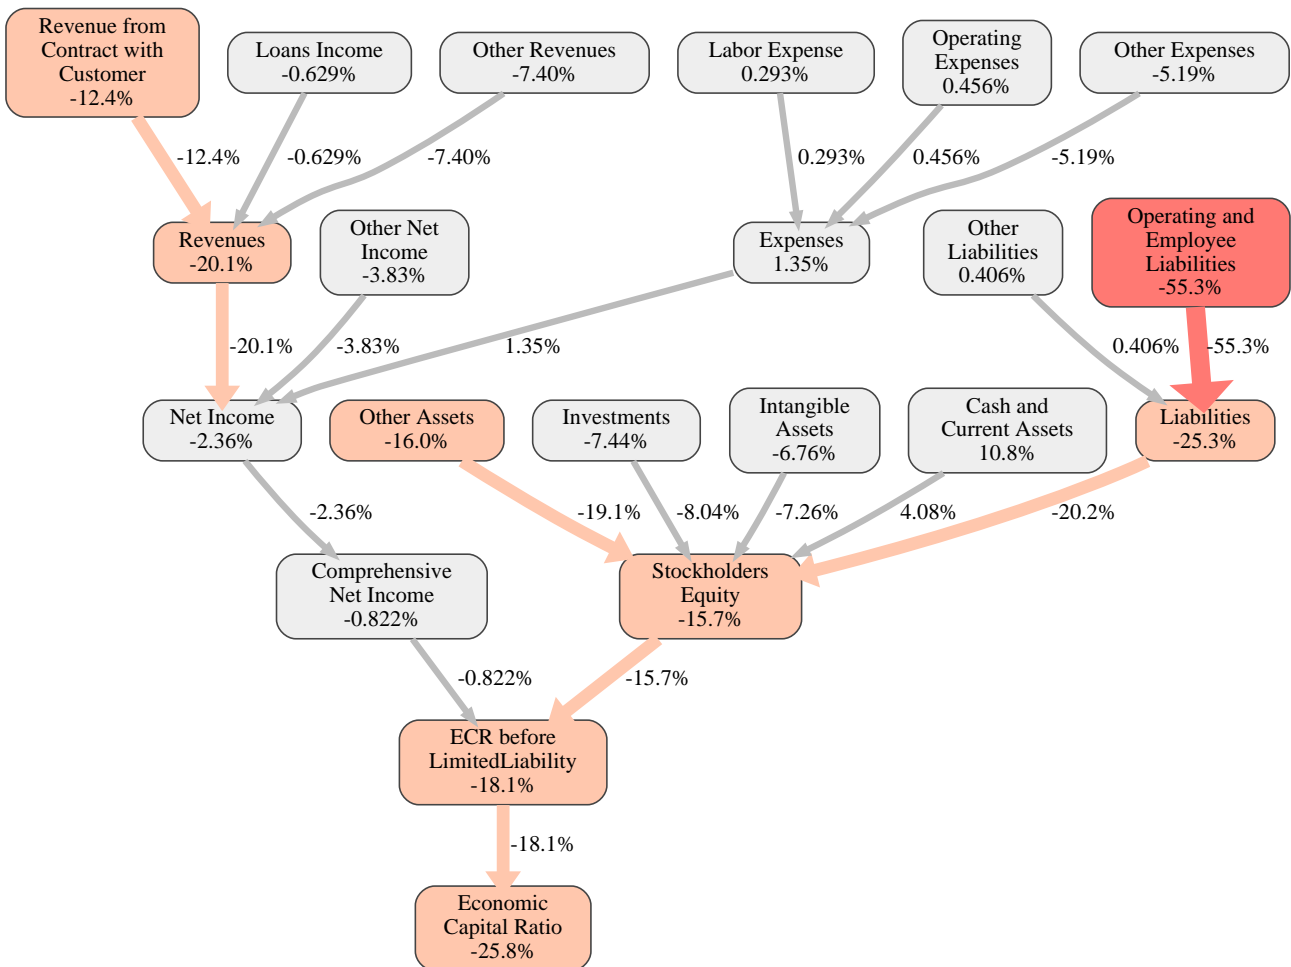 Revenue from
Contract with
Customer
-12.4%
Loans Income
-0.629%
Other Revenues
-7.40%
Labor Expense
0.293%
Operating
Expenses
0.456%
Other Expenses
-5.19%
-12.4%
-0.629%
-7.40%
0.293%
0.456%
-5.19%
Revenues
-20.1%
Other Net
Income
-3.83%
Expenses
1.35%
Other
Liabilities
0.406%
Operating and
Employee
Liabilities
-55.3%
-20.1%
-3.83%
1.35%
0.406%
-55.3%
Net Income
-2.36%
Other Assets
-16.0%
Investments
-7.44%
Intangible
Assets
-6.76%
Cash and
Current Assets
10.8%
Liabilities
-25.3%
-2.36%
-19.1%
-8.04%
-7.26%
4.08%
-20.2%
Comprehensive
Net Income
-0.822%
Stockholders
Equity
-15.7%
-0.822%
-15.7%
ECR before
LimitedLiability
-18.1%
-18.1%
Economic
Capital Ratio
-25.8%